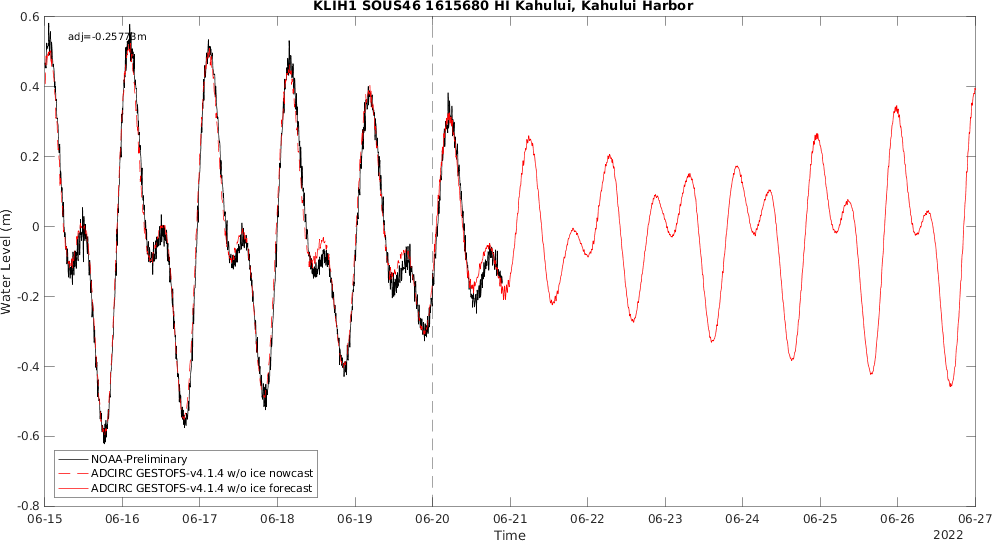 KLIH1 SOUS46 1615680 HI Kahului, Kahului Harbor
0.6
adj=-0.25773m
0.4
0.2
0
-0.2
-0.4
-0.6
-0.8
Water Level (m)
NOAA-Preliminary
ADCIRC GESTOFS-v4.1.4 w/o ice nowcast
ADCIRC GESTOFS-v4.1.4 w/o ice forecast
06-15 06-16 06-17 06-18 06-19 06-20 06-21 06-22 06-23 06-24 06-25 06-26 06-27
Time
2022